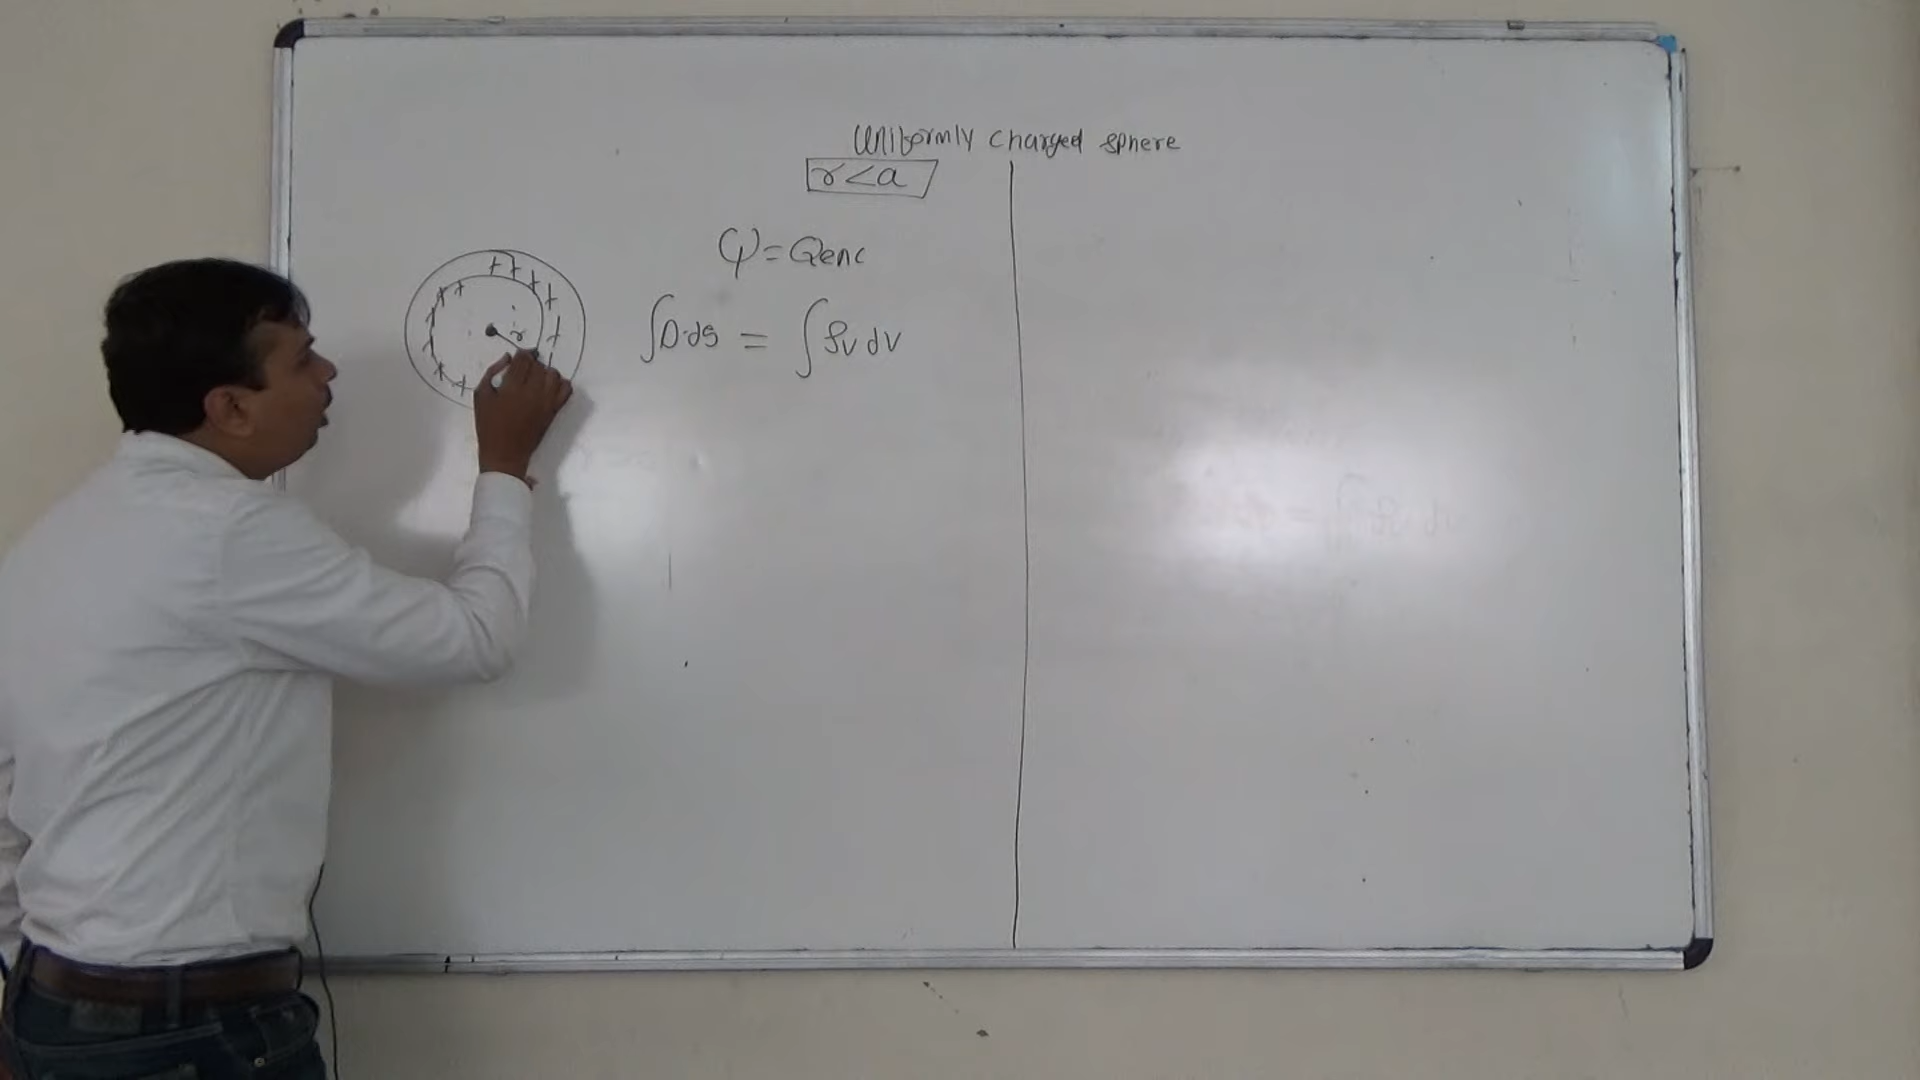 Uniformly charged sphere
r<a
ψ=Qenc
∫D·ds = ∫ρv dv
r